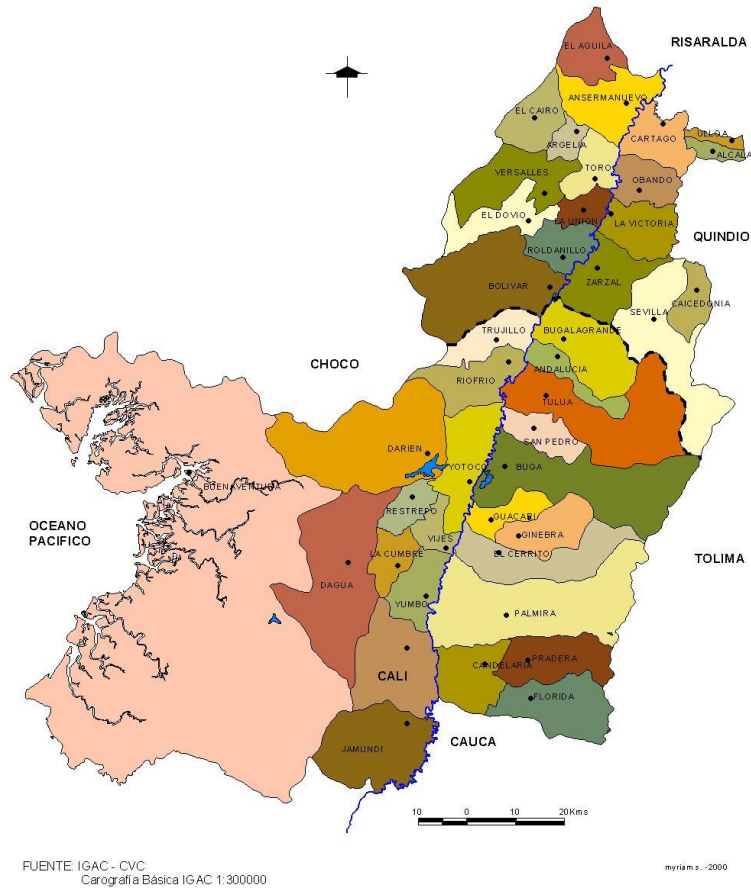 EL AGUILA
RISARALDA
ANSERMANUEVO
EL CAIRO
CARTAGO
ULLOA
ARGELIA
ALCALA
TORO
VERSALLES
OBANDO
EL DOVIO
LA UNION
LA VICTORIA
QUINDIO
ROLDANILLO
ZARZAL
BOLIVAR
CAICEDONIA
SEVILLA
TRUJILLO
BUGALAGRANDE
CHOCO
ANDALUCIA
RIOFRIO
TULUA
SAN PEDRO
DARIEN
YOTOCO
BUGA
BUENAVENTURA
RESTREPO
GUACARI
OCEANO
PACIFICO
GINEBRA
VIJES
LA CUMBRE
EL CERRITO
TOLIMA
DAGUA
YUMBO
PALMIRA
CANDELARIA
PRADERA
CALI
FLORIDA
CAUCA
JAMUNDI
10 0 10 20 Kms
FUENTE: IGAC - CVC
Carografía Básica IGAC 1:300000
myriam s. -2000